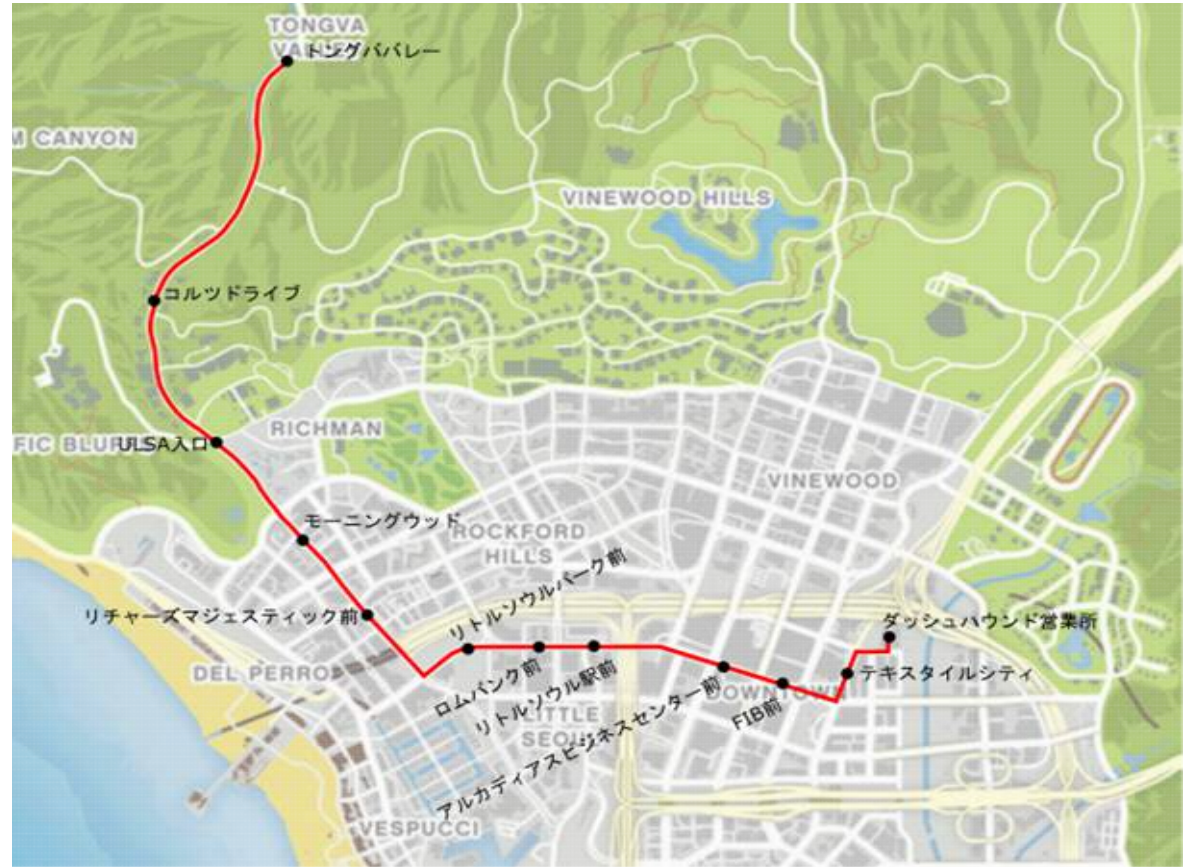 TONGVA
VALLEY
トングババレー
M CANYON
VINEWOOD HILLS
コルツドライブ
RICHMAN
FIC BLUFFS
ULSA入口
VINEWOOD
モーニングウッド
ROCKFORD
HILLS
リトルソウルパーク前
リチャーズマジェスティック前
ダッシュハウンド営業所
DEL PERRO
テキスタイルシティ
ロムバンク前
リトルソウル駅前
アルカディアスビジネスセンター前
DOWNTOWN
FIB前
LITTLE
SEOUL
VESPUCCI